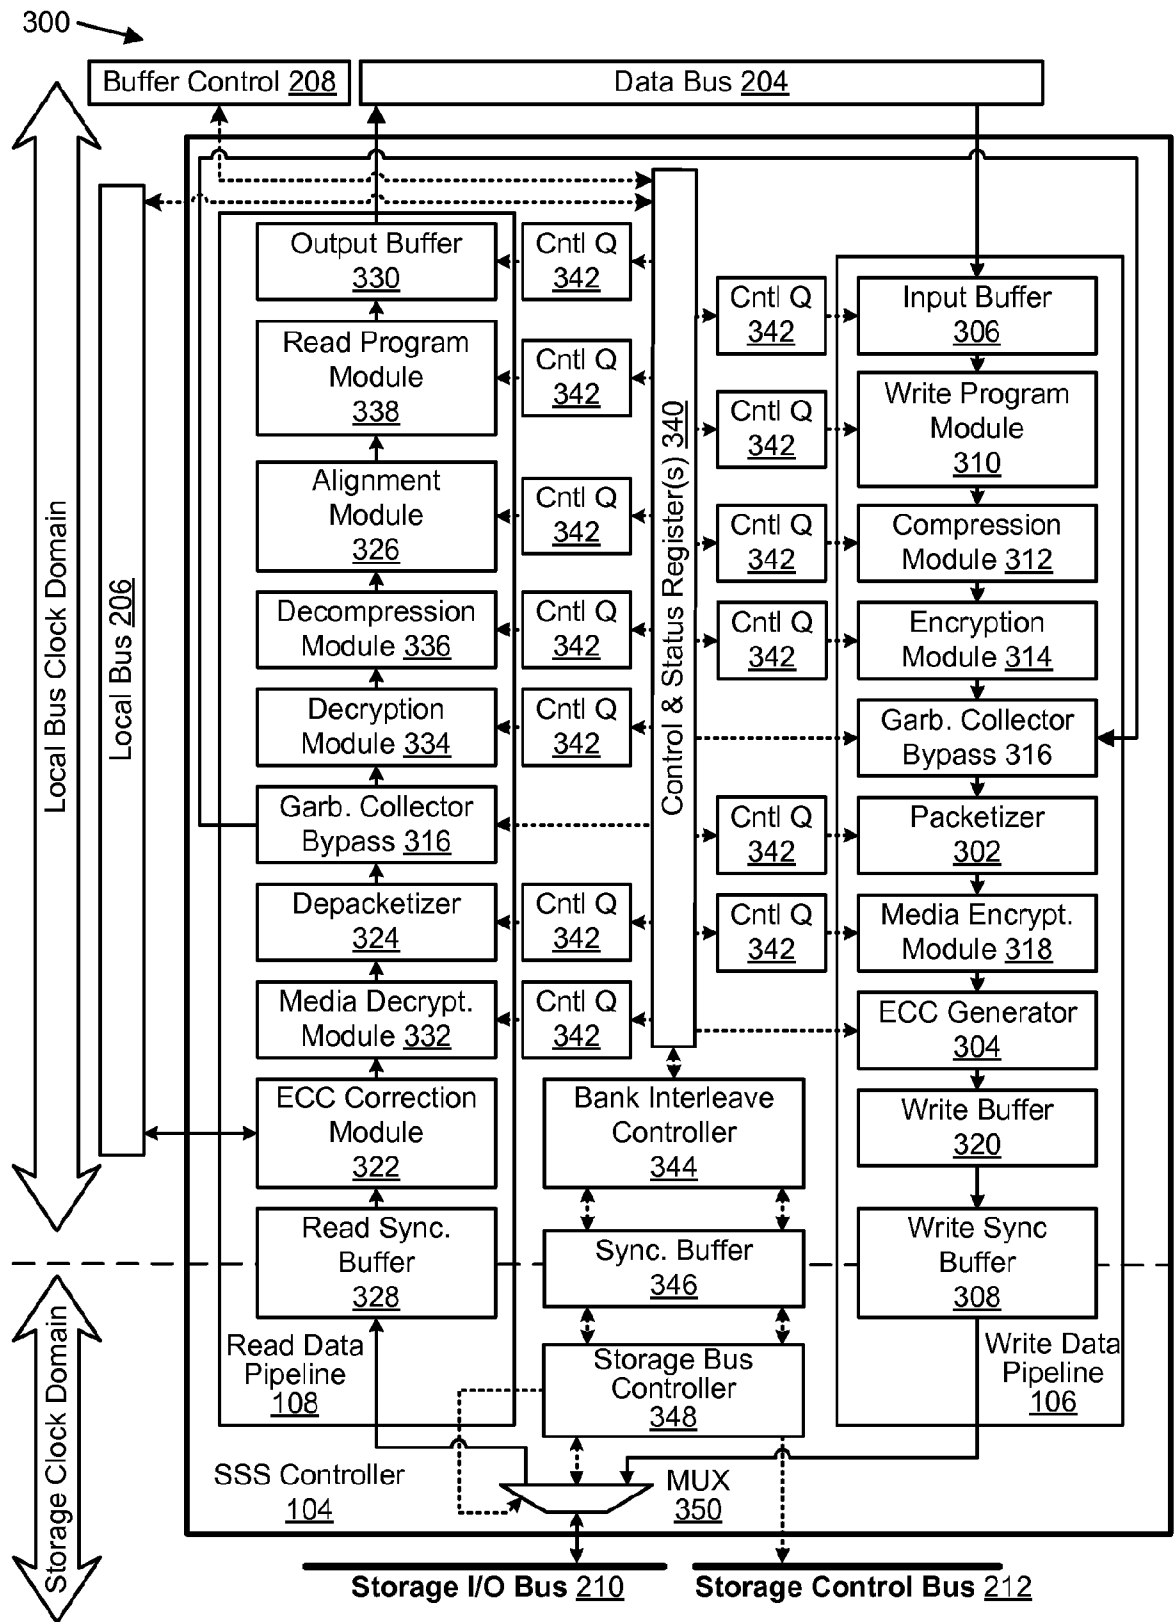 300
Buffer Control 208
Data Bus 204
Local Bus Clock Domain
Local Bus 206
Output Buffer
330
Read Program
Module
338
Alignment
Module
326
Decompression
Module 336
Decryption
Module 334
Garb. Collector
Bypass 316
Depacketizer
324
Media Decrypt.
Module 332
ECC Correction
Module
322
Read Sync.
Buffer
328
Read Data
Pipeline
108
Cntl Q
342
Cntl Q
342
Cntl Q
342
Cntl Q
342
Cntl Q
342
Cntl Q
342
Cntl Q
342
Control & Status Register(s) 340
Cntl Q
342
Cntl Q
342
Cntl Q
342
Cntl Q
342
Cntl Q
342
Cntl Q
342
Input Buffer
306
Write Program
Module
310
Compression
Module 312
Encryption
Module 314
Garb. Collector
Bypass 316
Packetizer
302
Media Encrypt.
Module 318
ECC Generator
304
Write Buffer
320
Write Sync
Buffer
308
Write Data
Pipeline
106
Bank Interleave
Controller
344
Sync. Buffer
346
Storage Bus
Controller
348
Storage Clock Domain
SSS Controller
104
MUX
350
Storage I/O Bus 210
Storage Control Bus 212